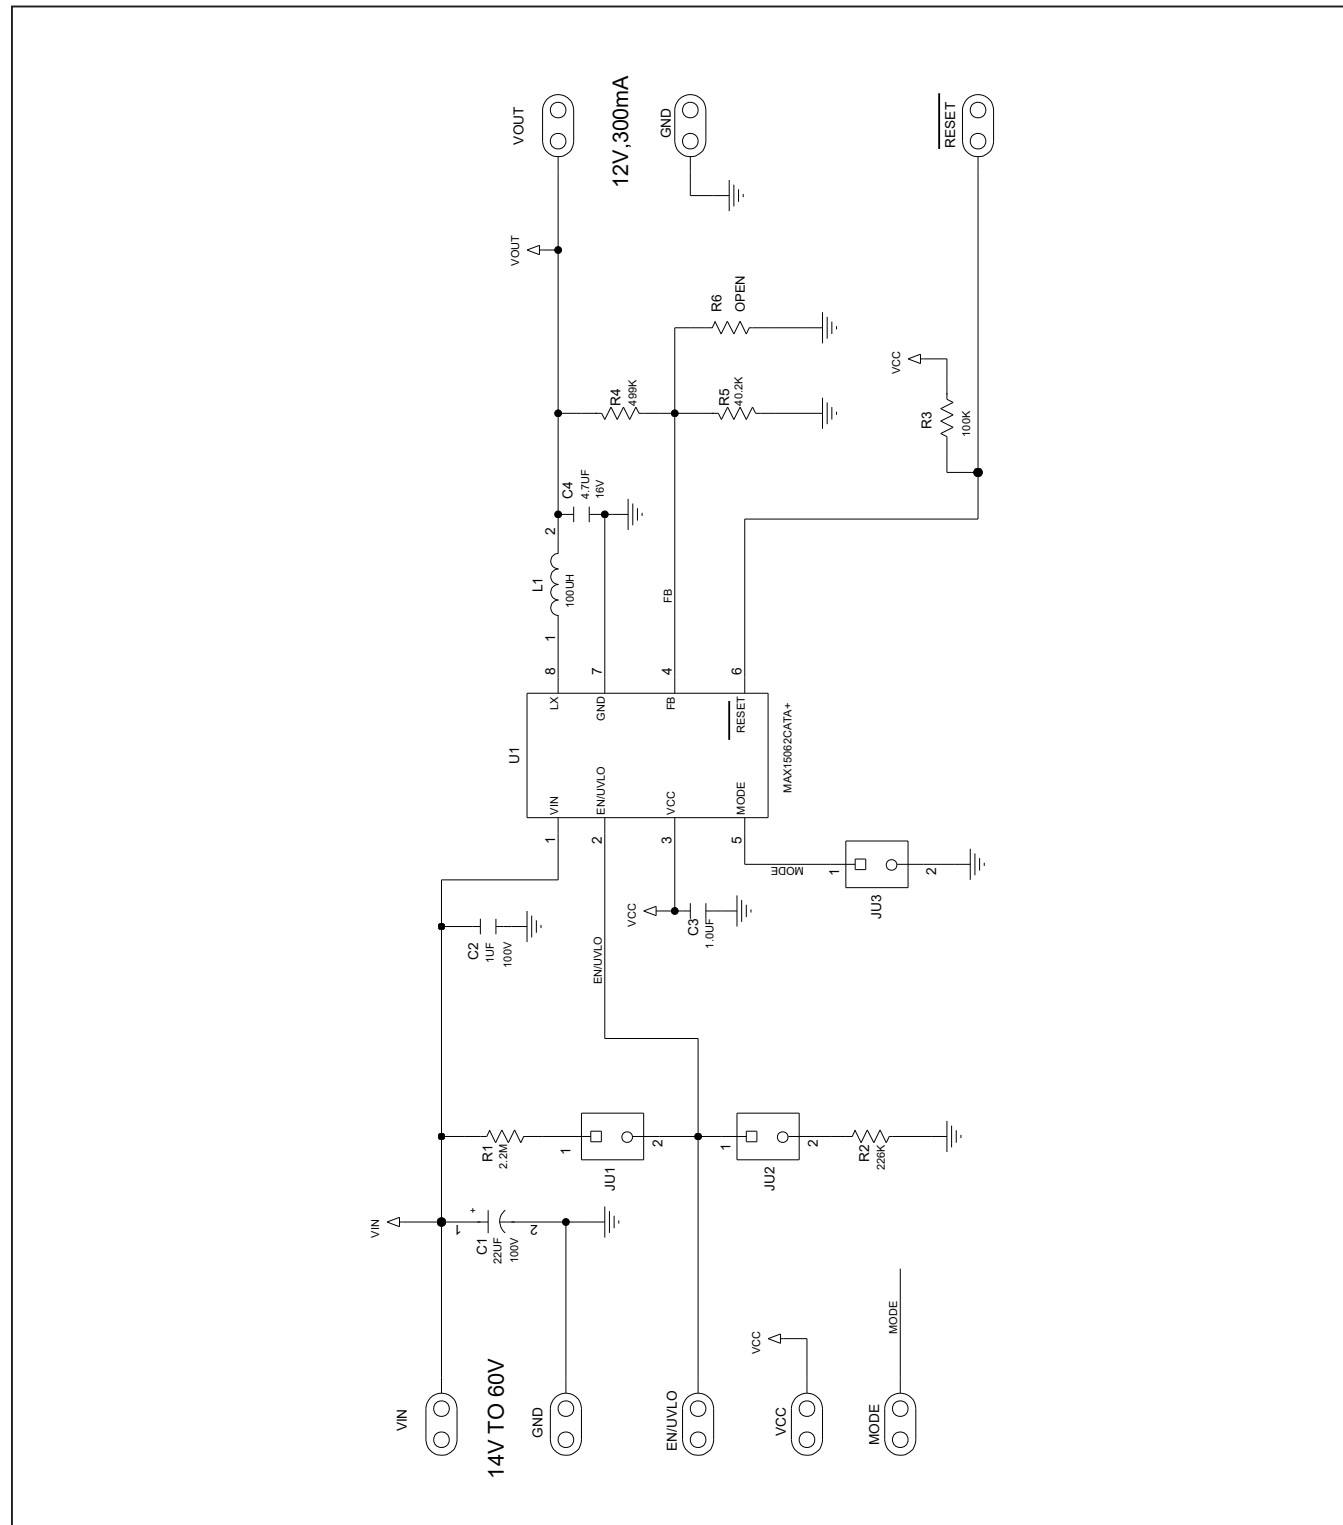 VOUT
12V,300mA
GND
RESET
VOUT
R6
OPEN
VCC
R4
499K
R5
40.2K
R3
100K
C4
4.7UF
16V
2
L1
100UH
1
FB
8
7
4
6
LX
GND
FB
RESET
U1
MAX15062CATA+
VIN
EN/UVLO
VCC
MODE
1
2
3
5
MODE
1
2
JU3
VCC
C3
1.0UF
C2
1UF
100V
EN/UVLO
R1
2.2M
1
2
JU1
1
2
JU2
R2
226K
VIN
1
+
2
C1
22UF
100V
VIN
14V TO 60V
GND
EN/UVLO
VCC
VCC
MODE
MODE